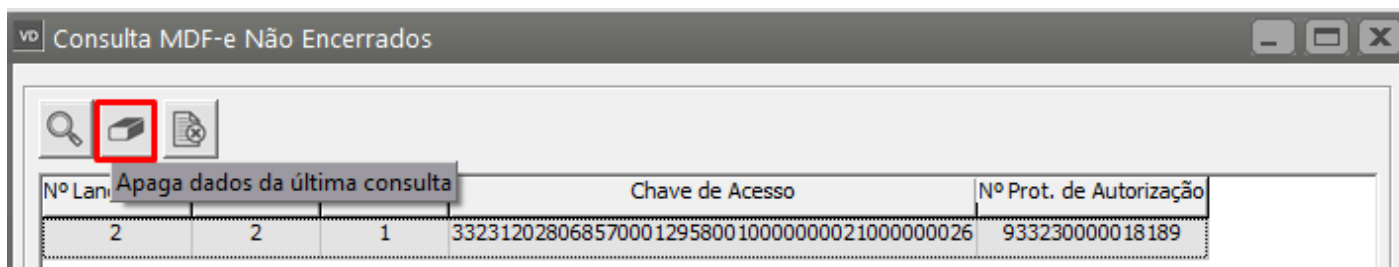 VD Consulta MDF-e Não Encerrados
Apaga dados da última consulta
Nº Chave de Acesso Nº Prot. de Autorização
2 2 1 33231202806857000129580010000000021000000026 933230000018189